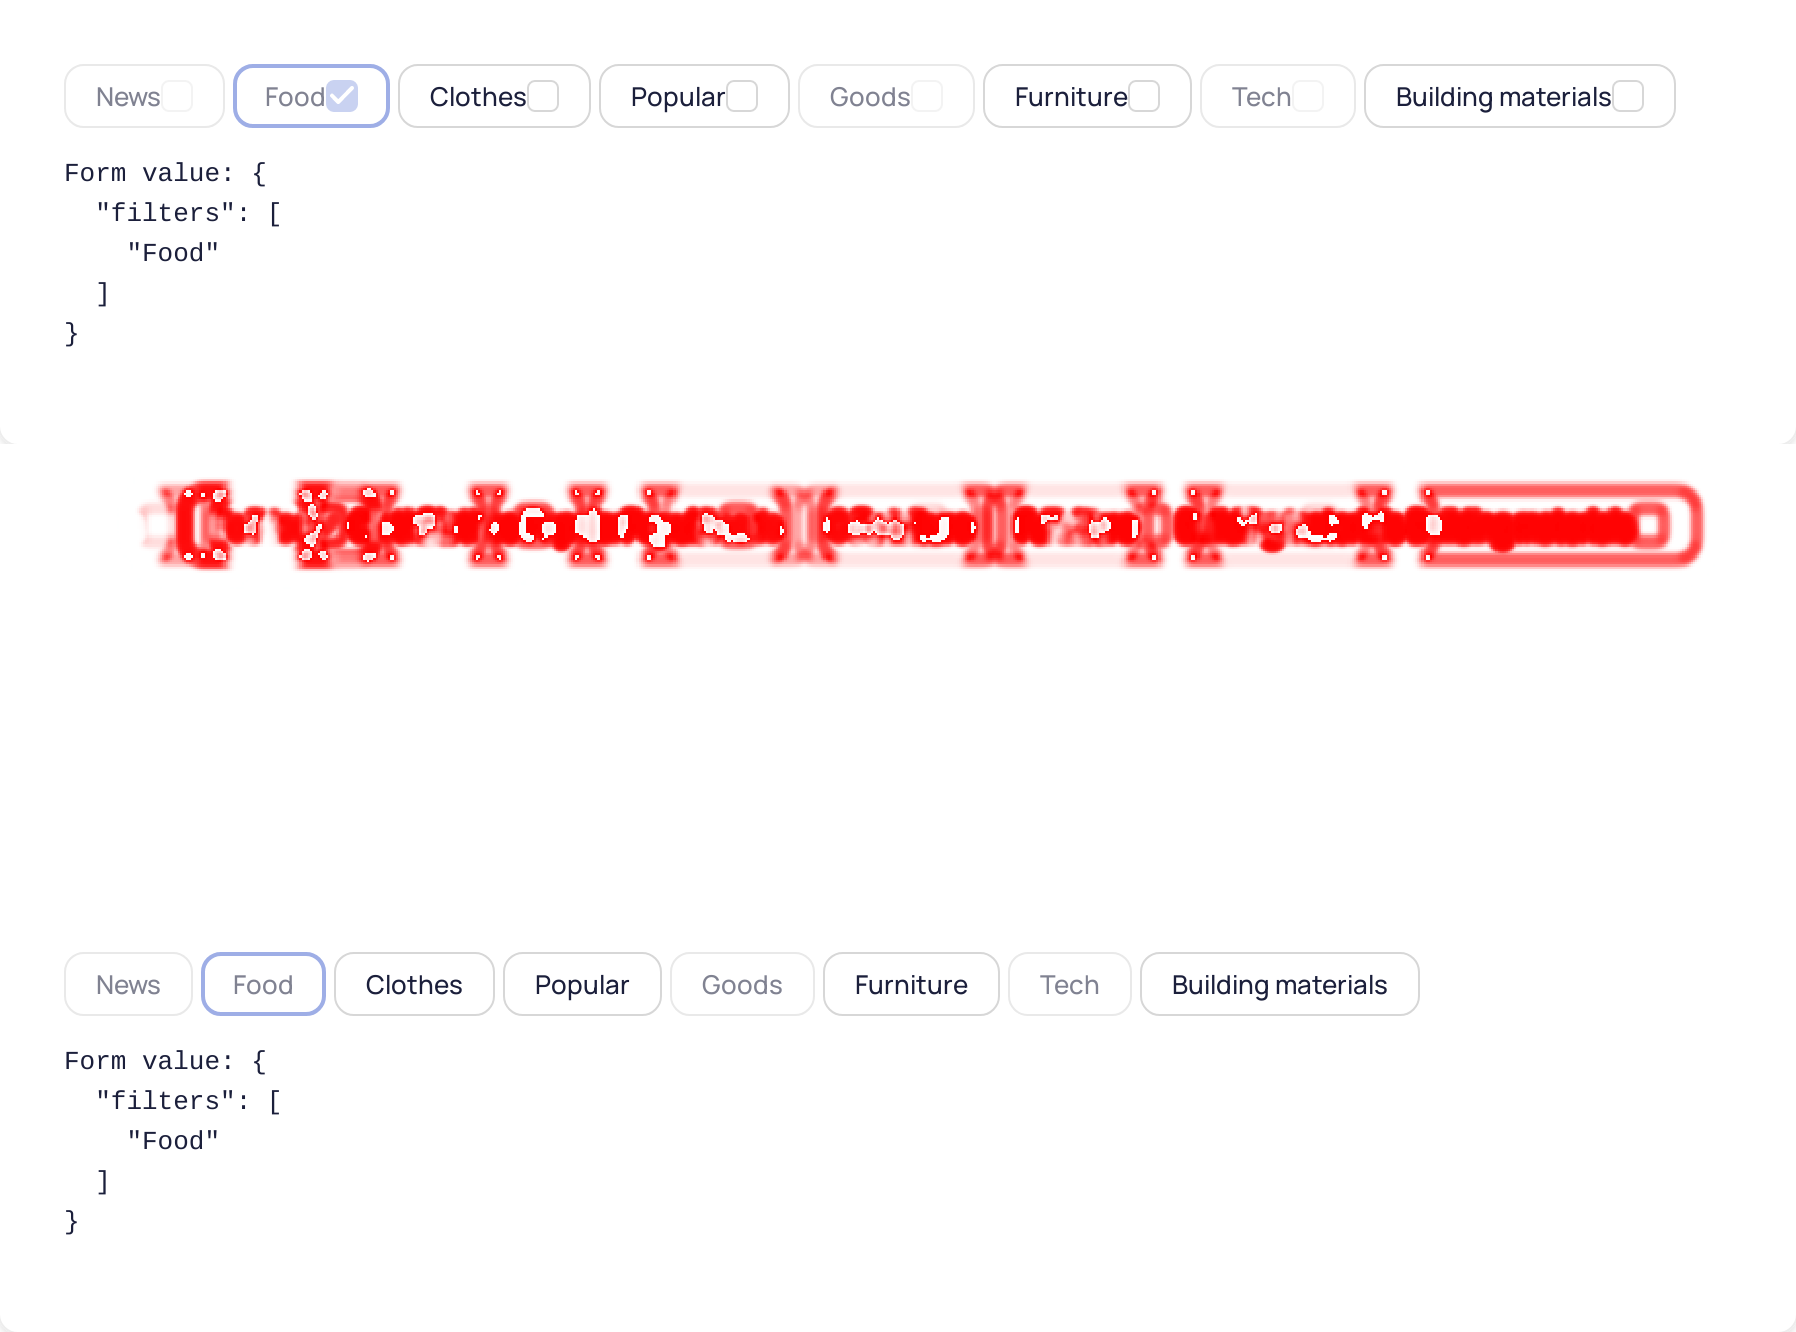 News Food Clothes Popular Goods Furniture Tech Building materials
Form value: {
  "filters": [
    "Food"
  ]
}
News Food Clothes Popular Goods Furniture Tech Building materials
Form value: {
  "filters": [
    "Food"
  ]
}